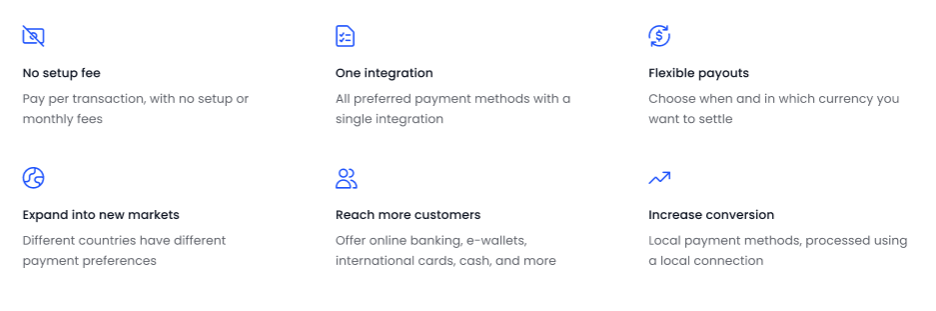 No setup fee
Pay per transaction, with no setup or
monthly fees
One integration
All preferred payment methods with a
single integration
Flexible payouts
Choose when and in which currency you
want to settle
Expand into new markets
Different countries have different
payment preferences
Reach more customers
Offer online banking, e-wallets,
international cards, cash, and more
Increase conversion
Local payment methods, processed using
a local connection